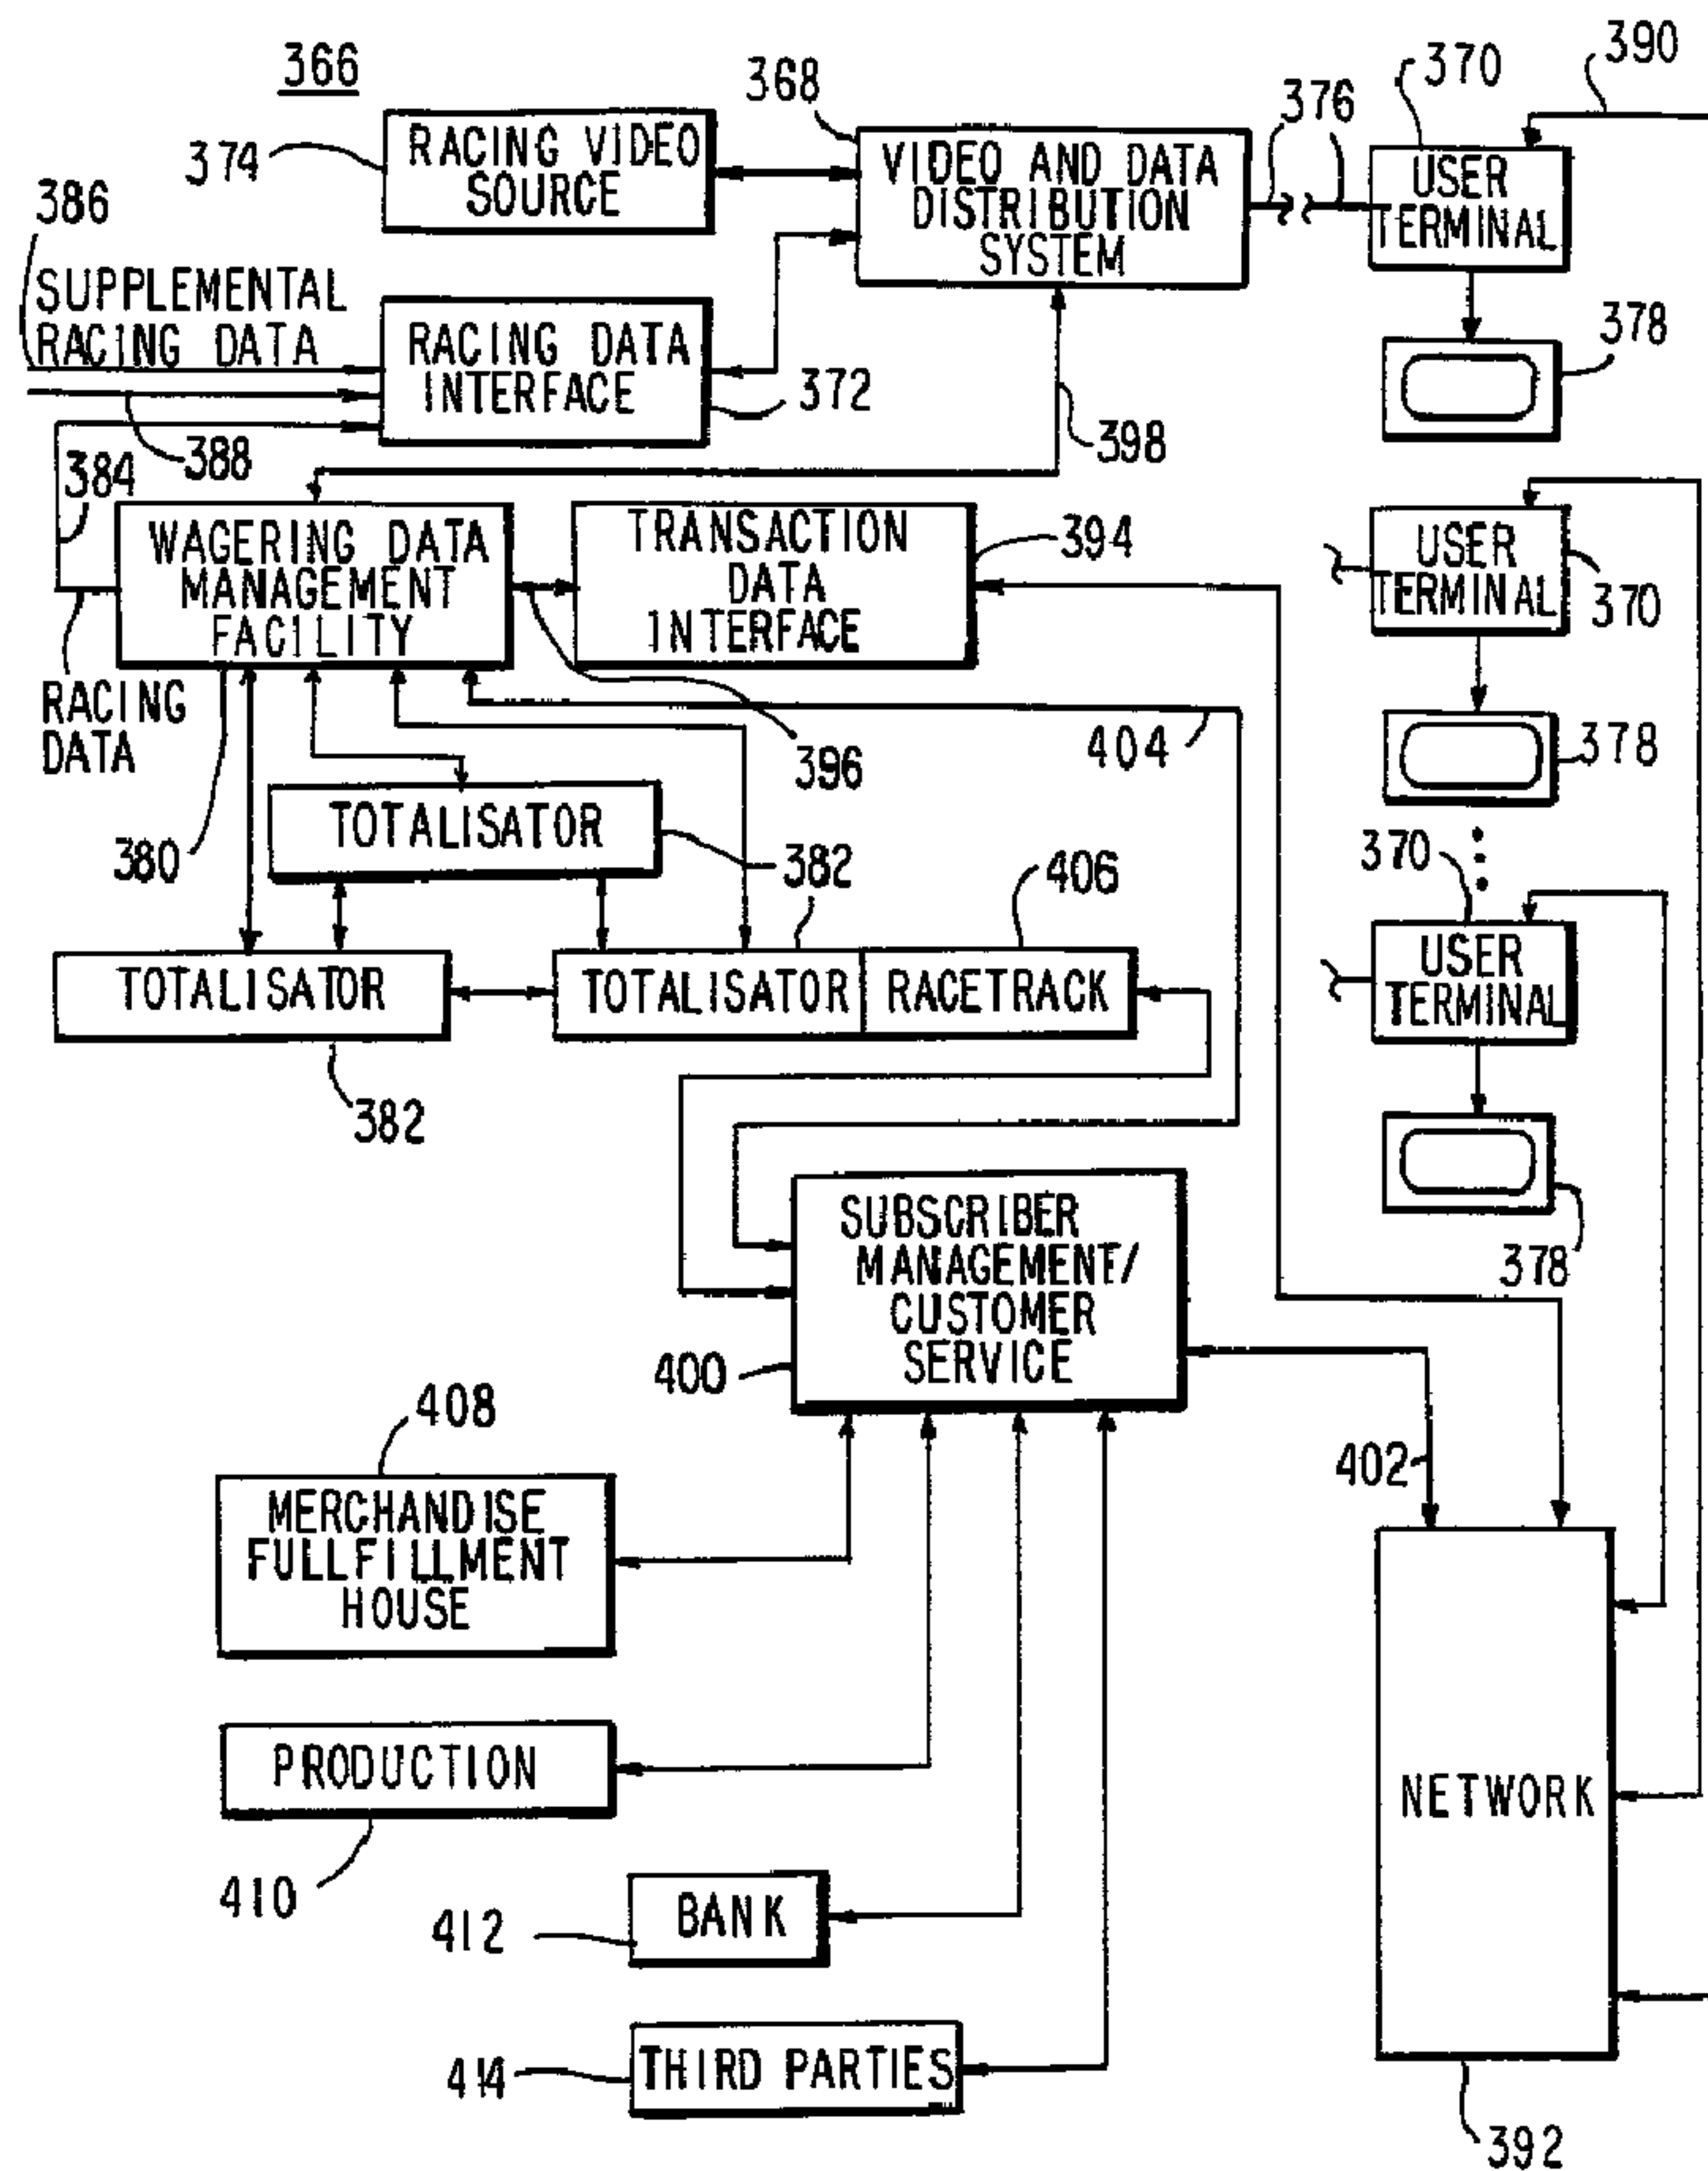 366
374
RACING VIDEO
SOURCE
368
VIDEO AND DATA
DISTRIBUTION
SYSTEM
376
370
390
USER
TERMINAL
378
386
SUPPLEMENTAL
RACING DATA
RACING DATA
INTERFACE
372
388
384
398
WAGERING DATA
MANAGEMENT
FACILITY
TRANSACTION
DATA
INTERFACE
394
USER
TERMINAL
370
378
RACING
DATA
380
396
404
TOTALISATOR
382
406
TOTALISATOR
382
TOTALISATOR
RACETRACK
370
USER
TERMINAL
378
SUBSCRIBER
MANAGEMENT/
CUSTOMER
SERVICE
400
402
408
MERCHANDISE
FULLFILLMENT
HOUSE
PRODUCTION
410
BANK
412
THIRD PARTIES
414
NETWORK
392